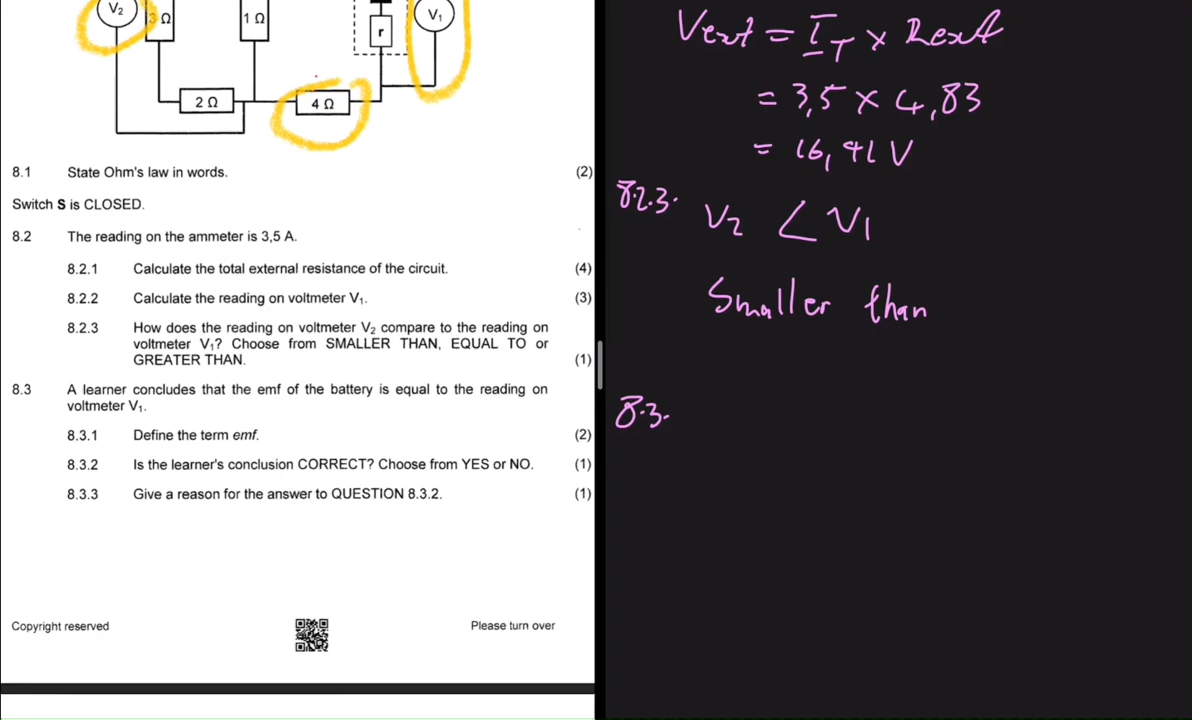 V2
3 Ω
1 Ω
r
V1
2 Ω
4 Ω
8.1 State Ohm's law in words. (2)
Switch S is CLOSED.
8.2 The reading on the ammeter is 3,5 A.
8.2.1 Calculate the total external resistance of the circuit. (4)
8.2.2 Calculate the reading on voltmeter V1. (3)
8.2.3 How does the reading on voltmeter V2 compare to the reading on
voltmeter V1? Choose from SMALLER THAN, EQUAL TO or
GREATER THAN. (1)
8.3 A learner concludes that the emf of the battery is equal to the reading on
voltmeter V1.
8.3.1 Define the term emf. (2)
8.3.2 Is the learner's conclusion CORRECT? Choose from YES or NO. (1)
8.3.3 Give a reason for the answer to QUESTION 8.3.2. (1)
Copyright reserved
Please turn over
Vext = IT × Rext
= 3,5 × 4,83
= 16,91 V
8.2.3. V2 < V1
Smaller than
8.3.